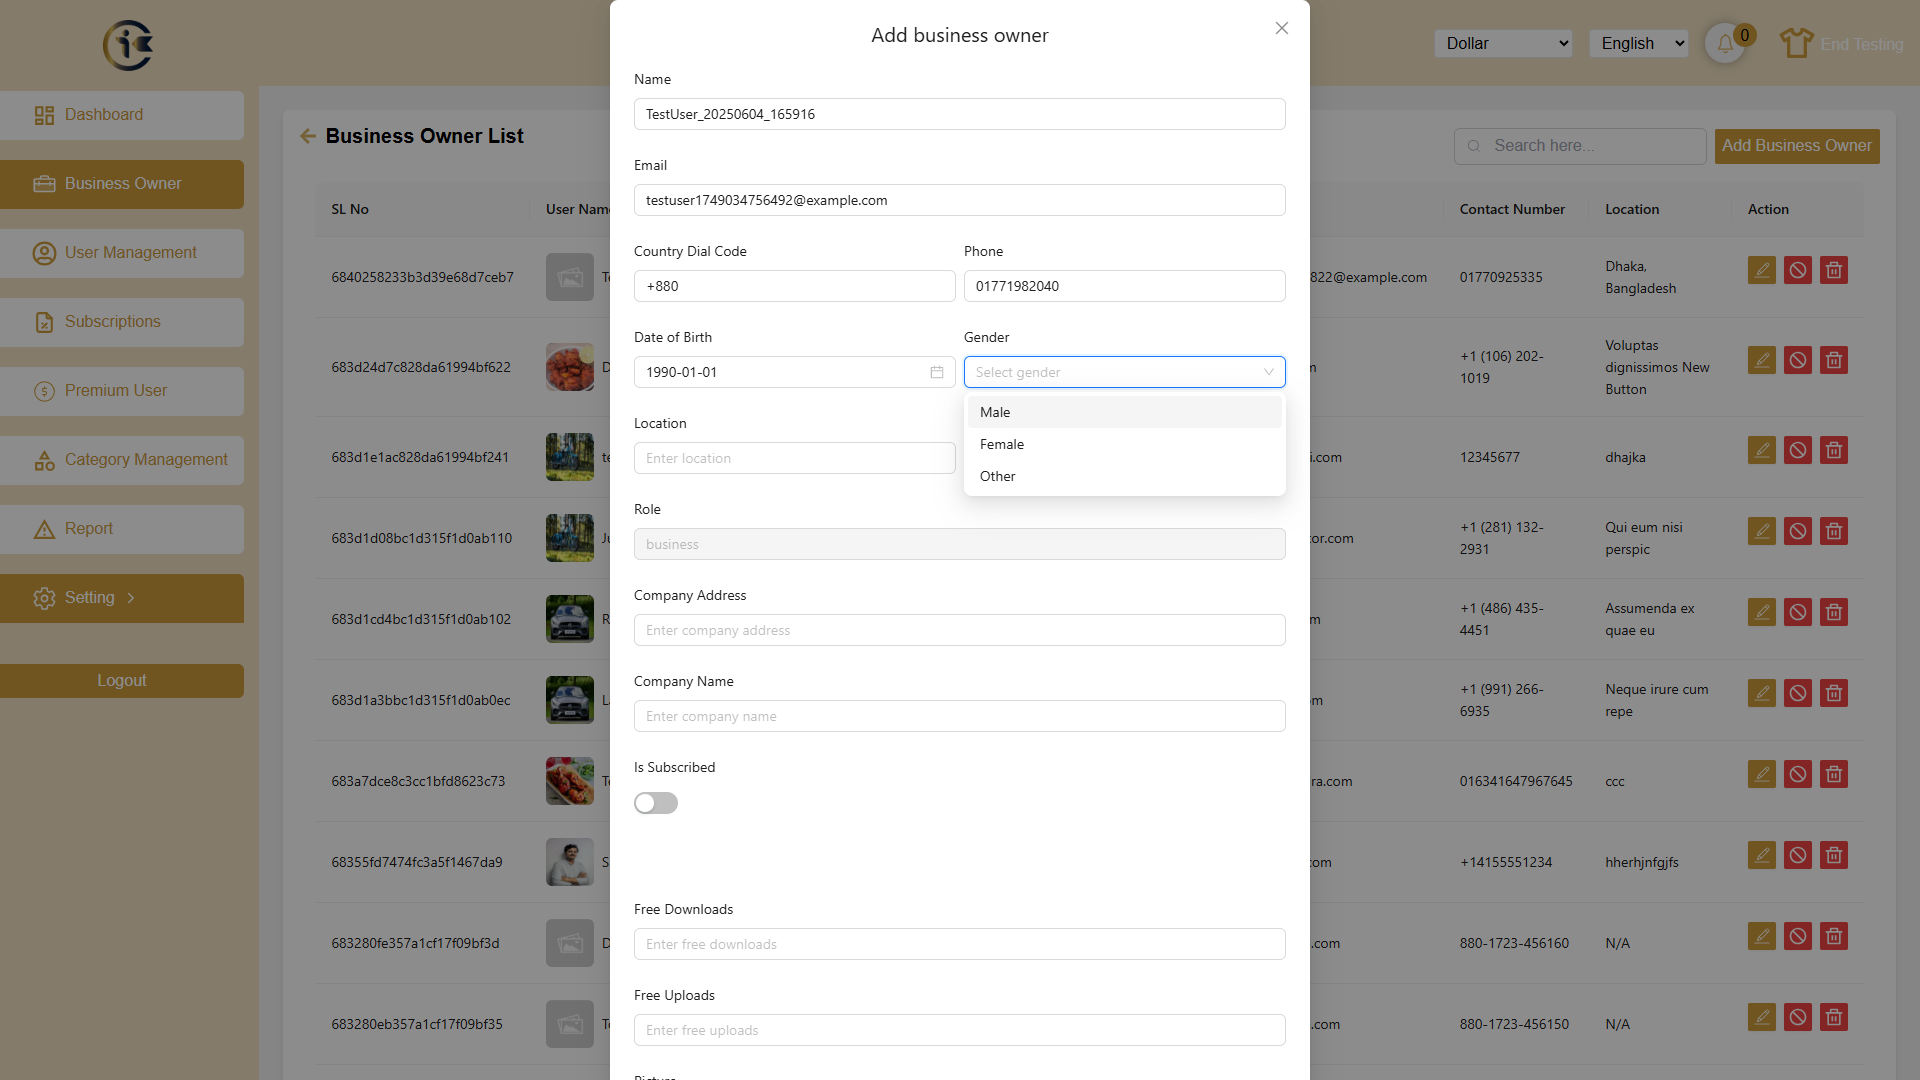 Add business owner
Dollar
English
0
End Testing
Dashboard
Business Owner
User Management
Subscriptions
Premium User
Category Management
Report
Setting
Logout
Business Owner List
Search here...
Add Business Owner
SL No
User Name
Contact Number
Location
Action
6840258233b3d39e68d7ceb7
822@example.com
01770925335
Dhaka,
Bangladesh
683d24d7c828da61994bf622
D
+1 (106) 202-
1019
Voluptas
dignissimos New
Button
683d1e1ac828da61994bf241
te
i.com
12345677
dhajka
683d1d08bc1d315f1d0ab110
Ju
tor.com
+1 (281) 132-
2931
Qui eum nisi
perspic
683d1cd4bc1d315f1d0ab102
R
m
+1 (486) 435-
4451
Assumenda ex
quae eu
683d1a3bbc1d315f1d0ab0ec
La
m
+1 (991) 266-
6935
Neque irure cum
repe
683a7dce8c3cc1bfd8623c73
Te
ra.com
016341647967645
ccc
68355fd7474fc3a5f1467da9
S
.com
+14155551234
hherhjnfgjfs
683280fe357a1cf17f09bf3d
D
.com
880-1723-456160
N/A
683280eb357a1cf17f09bf35
Te
.com
880-1723-456150
N/A
Name
TestUser_20250604_165916
Email
testuser1749034756492@example.com
Country Dial Code
Phone
+880
01771982040
Date of Birth
Gender
1990-01-01
Select gender
Male
Female
Other
Location
Enter location
Role
business
Company Address
Enter company address
Company Name
Enter company name
Is Subscribed
Free Downloads
Enter free downloads
Free Uploads
Enter free uploads
Picture